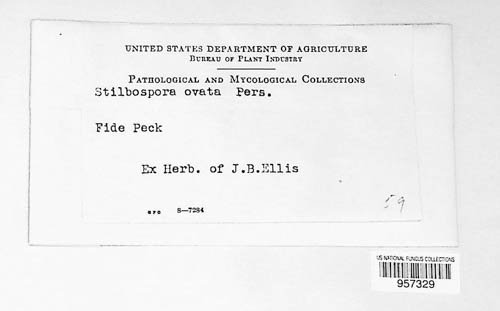 UNITED STATES DEPARTMENT OF AGRICULTURE
BUREAU OF PLANT INDUSTRY
PATHOLOGICAL AND MYCOLOGICAL COLLECTIONS
Stilbospora ovata Pers.
Fide Peck
Ex Herb. of J.B.Ellis
GPO 8—7284
59
US NATIONAL FUNGUS COLLECTIONS
957329